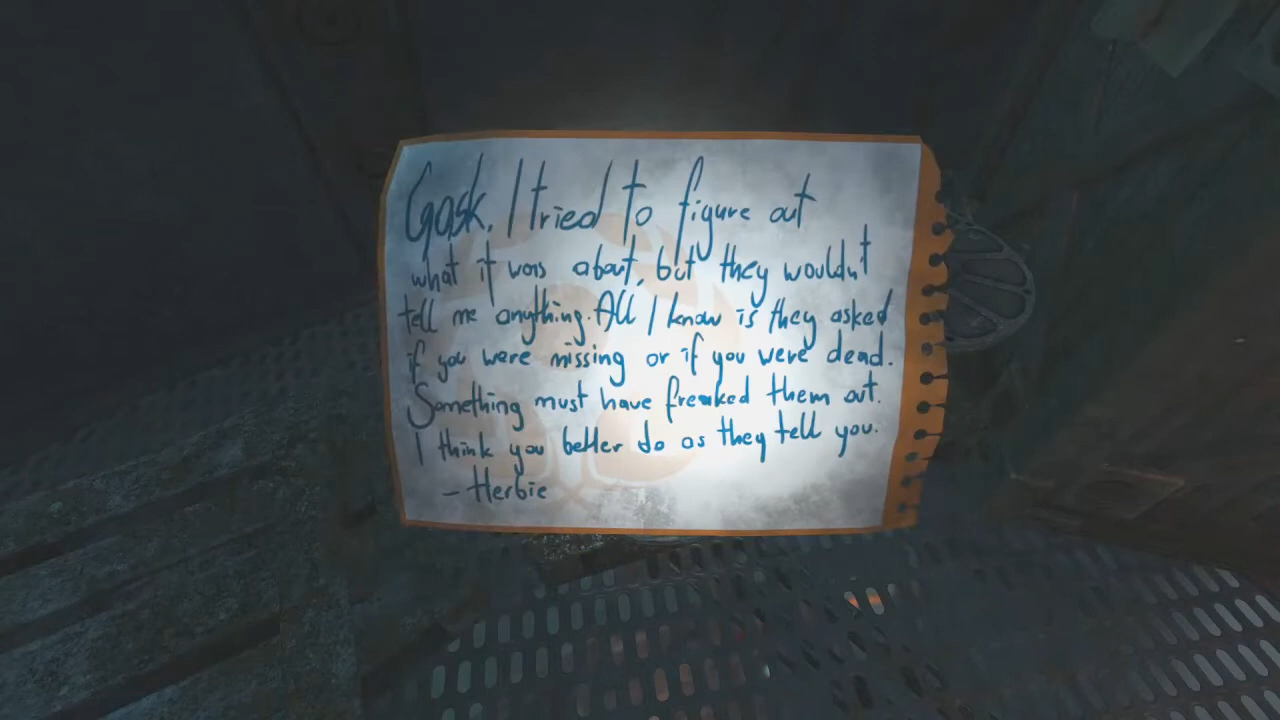 Gask, I tried to figure out
what it was about, but they wouldn't
tell me anything. All I know is they asked
if you were missing or if you were dead.
Something must have freaked them out.
I think you better do as they tell you.
- Herbie